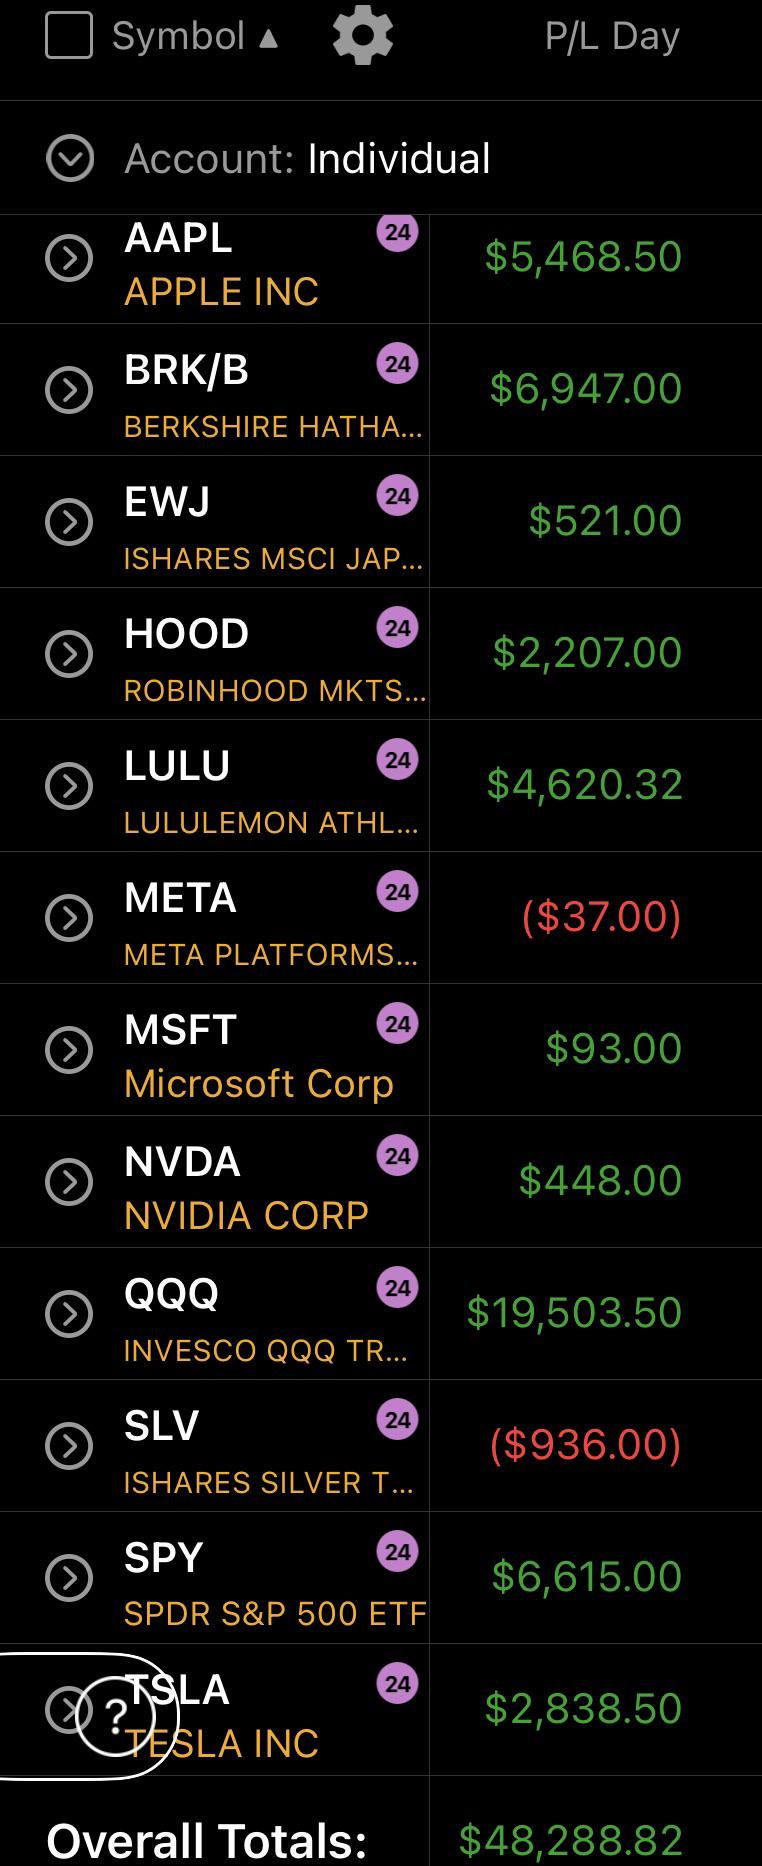 Symbol ▲ P/L Day
Account: Individual
AAPL 24 $5,468.50
APPLE INC
BRK/B 24 $6,947.00
BERKSHIRE HATHA...
EWJ 24 $521.00
ISHARES MSCI JAP...
HOOD 24 $2,207.00
ROBINHOOD MKTS...
LULU 24 $4,620.32
LULULEMON ATHL...
META 24 ($37.00)
META PLATFORMS...
MSFT 24 $93.00
Microsoft Corp
NVDA 24 $448.00
NVIDIA CORP
QQQ 24 $19,503.50
INVESCO QQQ TR...
SLV 24 ($936.00)
ISHARES SILVER T...
SPY 24 $6,615.00
SPDR S&P 500 ETF
TSLA 24 $2,838.50
? TESLA INC
Overall Totals: $48,288.82